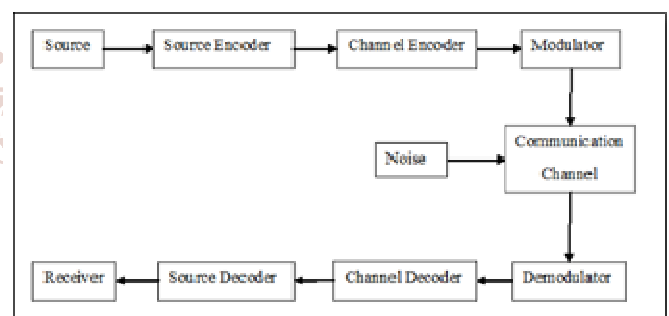 Source
Source Encoder
Channel Encoder
Modulator
Communication
Channel
Noise
Receiver
Source Decoder
Channel Decoder
Demodulator